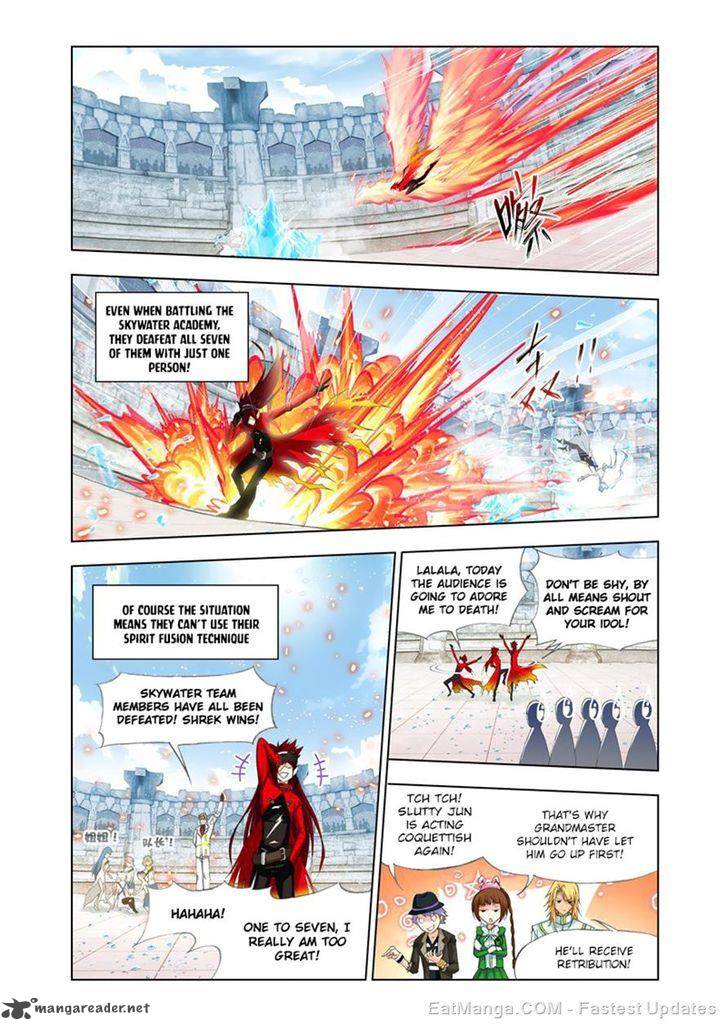 EVEN WHEN BATTLING THE
SKYWATER ACADEMY,
THEY DEAFEAT ALL SEVEN
OF THEM WITH JUST ONE
PERSON!
OF COURSE THE SITUATION
MEANS THEY CAN'T USE THEIR
SPIRIT FUSION TECHNIQUE
SKYWATER TEAM
MEMBERS HAVE ALL BEEN
DEFEATED! SHREK WINS!
姐姐!
队长!
HAHAHA!
ONE TO SEVEN, I
REALLY AM TOO
GREAT!
LALALA, TODAY
THE AUDIENCE IS
GOING TO ADORE
ME TO DEATH!
DON'T BE SHY, BY
ALL MEANS SHOUT
AND SCREAM FOR
YOUR IDOL!
TCH TCH!
SLUTTY JUN
IS ACTING
COQUETTISH
AGAIN!
THAT'S WHY
GRANDMASTER
SHOULDN'T HAVE LET
HIM GO UP FIRST!
HE'LL RECEIVE
RETRIBUTION!
mangareader.net
EatManga.COM - Fastest Updates